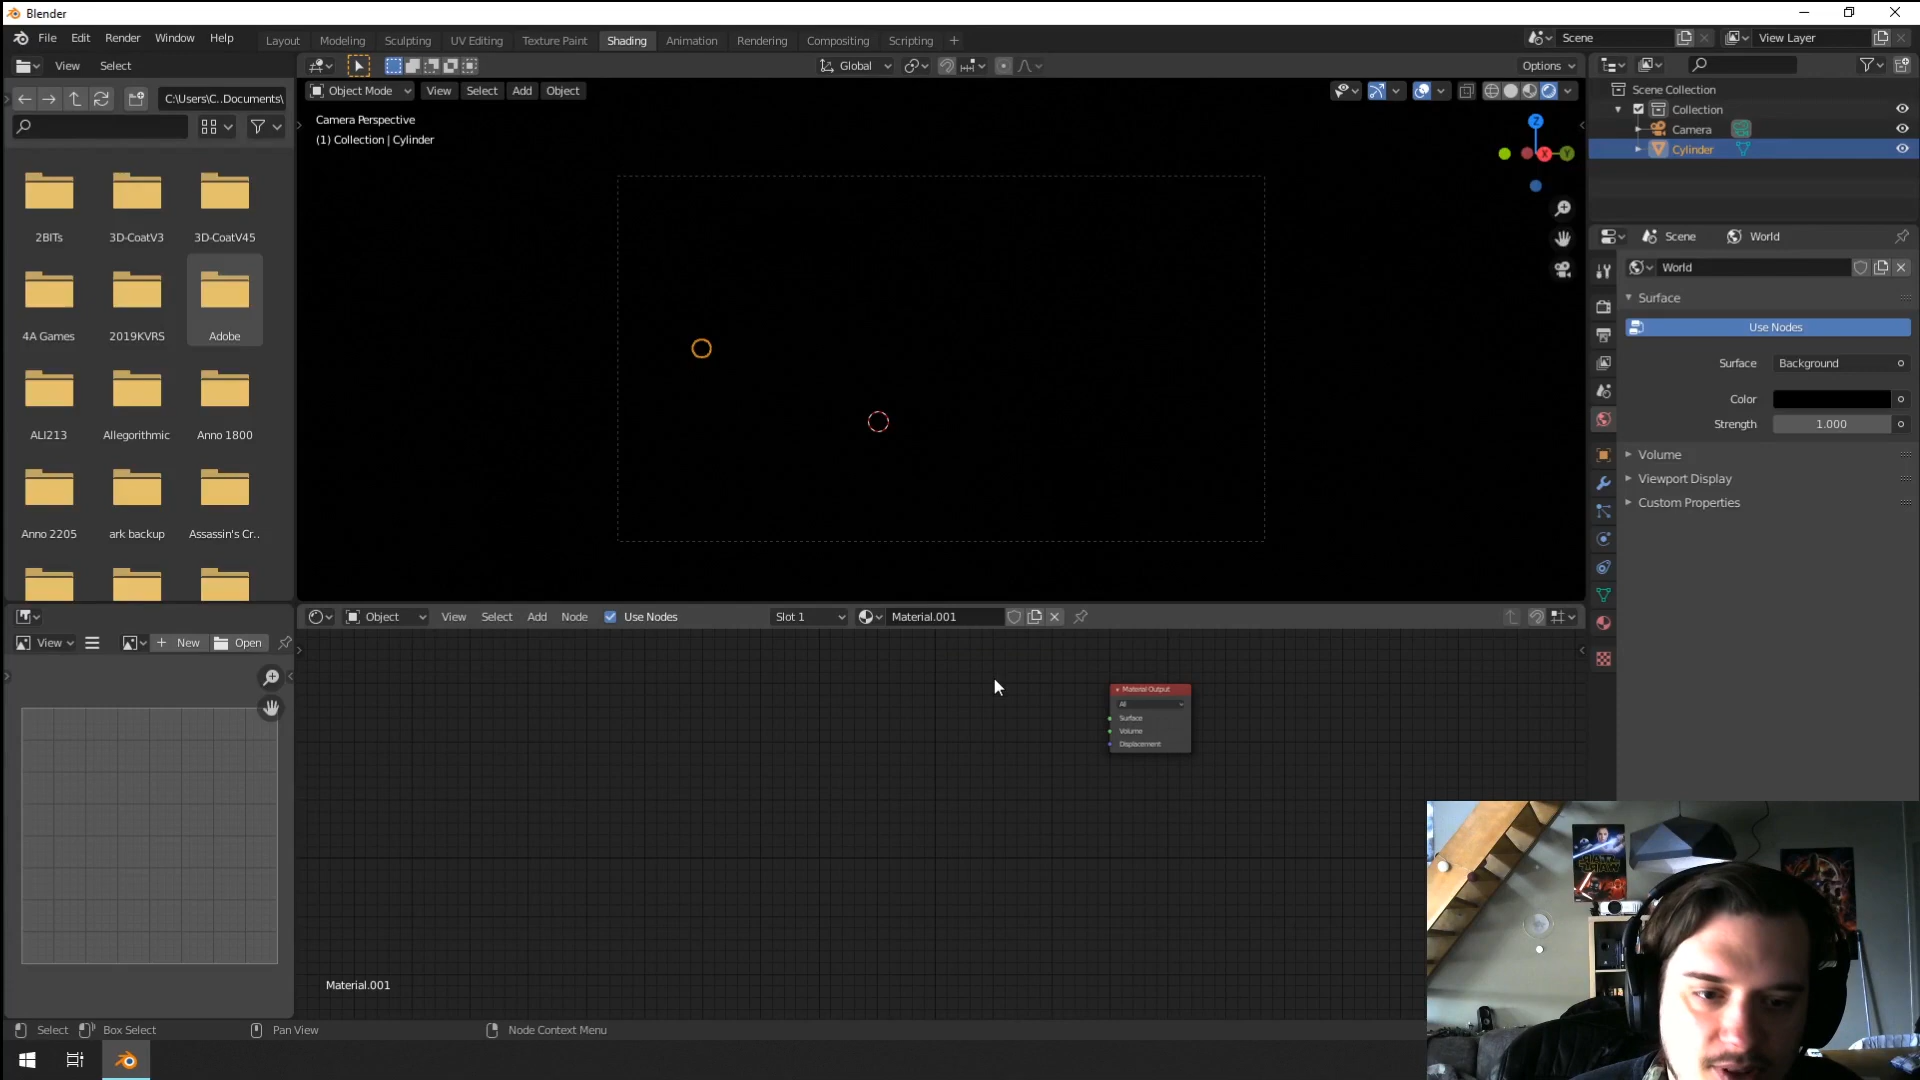 Blender
File Edit Render Window Help
Layout Modeling Sculpting UV Editing Texture Paint Shading Animation Rendering Compositing Scripting
Scene
View Layer
View Select
Global
Options
C:\Users\C..Documents\
Object Mode View Select Add Object
Camera Perspective
(1) Collection | Cylinder
Z
X
Y
Scene Collection
Collection
Camera
Cylinder
2BITs 3D-CoatV3 3D-CoatV45
4A Games 2019KVRS Adobe
ALI213 Allegorithmic Anno 1800
Anno 2205 ark backup Assassin's Cr..
Scene World
World
Surface
Use Nodes
Surface Background
Color
Strength 1.000
Volume
Viewport Display
Custom Properties
Object View Select Add Node Use Nodes Slot 1 Material.001
View New Open
Material Output
All
Surface
Volume
Displacement
Material.001
Select Box Select Pan View Node Context Menu